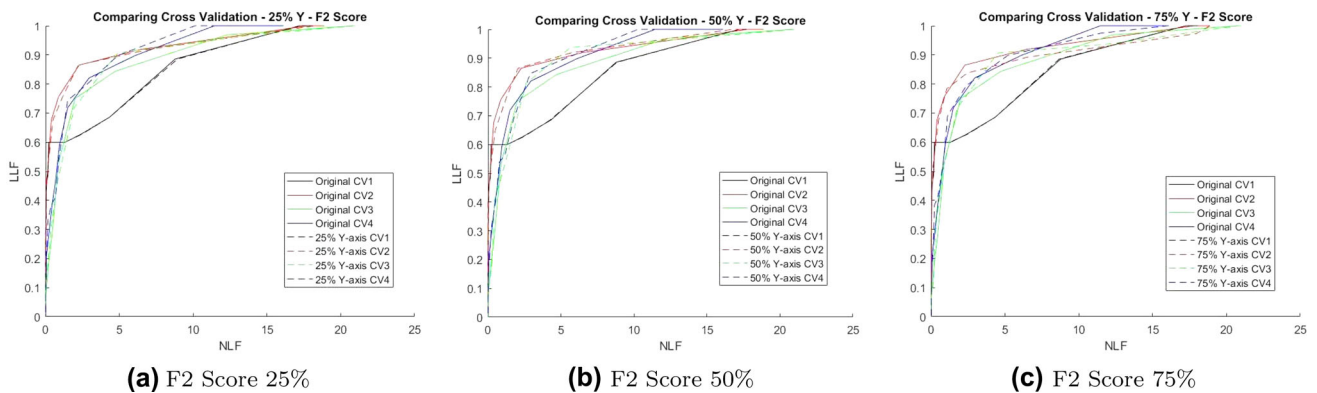 Comparing Cross Validation - 25% Y - F2 Score
1
0.9
0.8
0.7
0.6
0.5
0.4
0.3
0.2
0.1
0
LLF
0 5 10 15 20 25
NLF
Original CV1
Original CV2
Original CV3
Original CV4
25% Y-axis CV1
25% Y-axis CV2
25% Y-axis CV3
25% Y-axis CV4
(a) F2 Score 25%
Comparing Cross Validation - 50% Y - F2 Score
1
0.9
0.8
0.7
0.6
0.5
0.4
0.3
0.2
0.1
0
LLF
0 5 10 15 20 25
NLF
Original CV1
Original CV2
Original CV3
Original CV4
50% Y-axis CV1
50% Y-axis CV2
50% Y-axis CV3
50% Y-axis CV4
(b) F2 Score 50%
Comparing Cross Validation - 75% Y - F2 Score
1
0.9
0.8
0.7
0.6
0.5
0.4
0.3
0.2
0.1
0
LLF
0 5 10 15 20 25
NLF
Original CV1
Original CV2
Original CV3
Original CV4
75% Y-axis CV1
75% Y-axis CV2
75% Y-axis CV3
75% Y-axis CV4
(c) F2 Score 75%